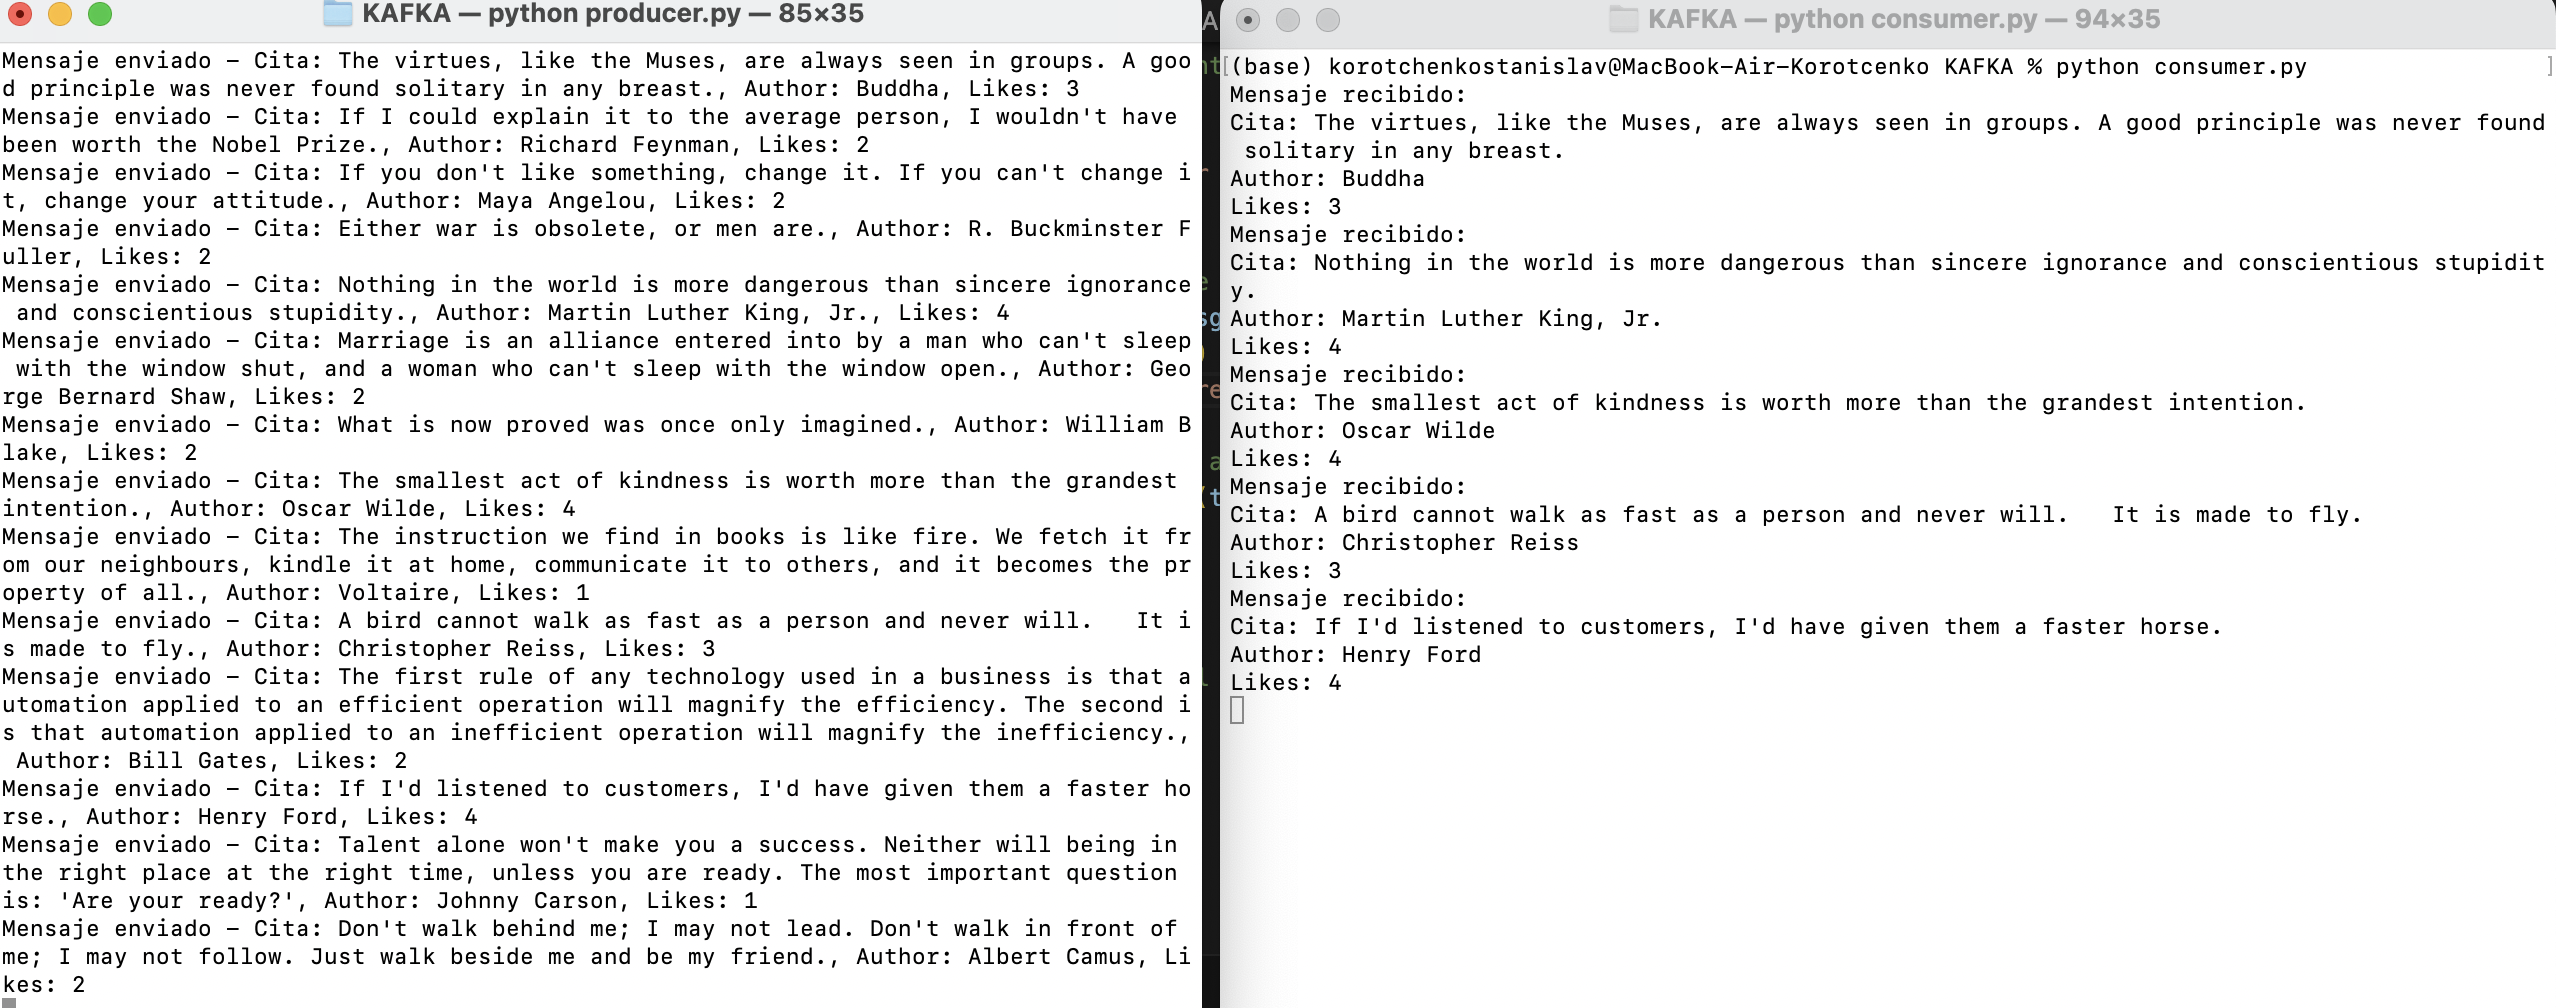 KAFKA — python producer.py — 85×35
Mensaje enviado – Cita: The virtues, like the Muses, are always seen in groups. A goo
d principle was never found solitary in any breast., Author: Buddha, Likes: 3
Mensaje enviado – Cita: If I could explain it to the average person, I wouldn't have
been worth the Nobel Prize., Author: Richard Feynman, Likes: 2
Mensaje enviado – Cita: If you don't like something, change it. If you can't change i
t, change your attitude., Author: Maya Angelou, Likes: 2
Mensaje enviado – Cita: Either war is obsolete, or men are., Author: R. Buckminster F
uller, Likes: 2
Mensaje enviado – Cita: Nothing in the world is more dangerous than sincere ignorance
 and conscientious stupidity., Author: Martin Luther King, Jr., Likes: 4
Mensaje enviado – Cita: Marriage is an alliance entered into by a man who can't sleep
 with the window shut, and a woman who can't sleep with the window open., Author: Geo
rge Bernard Shaw, Likes: 2
Mensaje enviado – Cita: What is now proved was once only imagined., Author: William B
lake, Likes: 2
Mensaje enviado – Cita: The smallest act of kindness is worth more than the grandest
intention., Author: Oscar Wilde, Likes: 4
Mensaje enviado – Cita: The instruction we find in books is like fire. We fetch it fr
om our neighbours, kindle it at home, communicate it to others, and it becomes the pr
operty of all., Author: Voltaire, Likes: 1
Mensaje enviado – Cita: A bird cannot walk as fast as a person and never will.   It i
s made to fly., Author: Christopher Reiss, Likes: 3
Mensaje enviado – Cita: The first rule of any technology used in a business is that a
utomation applied to an efficient operation will magnify the efficiency. The second i
s that automation applied to an inefficient operation will magnify the inefficiency.,
 Author: Bill Gates, Likes: 2
Mensaje enviado – Cita: If I'd listened to customers, I'd have given them a faster ho
rse., Author: Henry Ford, Likes: 4
Mensaje enviado – Cita: Talent alone won't make you a success. Neither will being in
the right place at the right time, unless you are ready. The most important question
is: 'Are your ready?', Author: Johnny Carson, Likes: 1
Mensaje enviado – Cita: Don't walk behind me; I may not lead. Don't walk in front of
me; I may not follow. Just walk beside me and be my friend., Author: Albert Camus, Li
kes: 2
KAFKA — python consumer.py — 94×35
[(base) korotchenkostanislav@MacBook-Air-Korotcenko KAFKA % python consumer.py ]
Mensaje recibido:
Cita: The virtues, like the Muses, are always seen in groups. A good principle was never found
 solitary in any breast.
Author: Buddha
Likes: 3
Mensaje recibido:
Cita: Nothing in the world is more dangerous than sincere ignorance and conscientious stupidit
y.
Author: Martin Luther King, Jr.
Likes: 4
Mensaje recibido:
Cita: The smallest act of kindness is worth more than the grandest intention.
Author: Oscar Wilde
Likes: 4
Mensaje recibido:
Cita: A bird cannot walk as fast as a person and never will.   It is made to fly.
Author: Christopher Reiss
Likes: 3
Mensaje recibido:
Cita: If I'd listened to customers, I'd have given them a faster horse.
Author: Henry Ford
Likes: 4